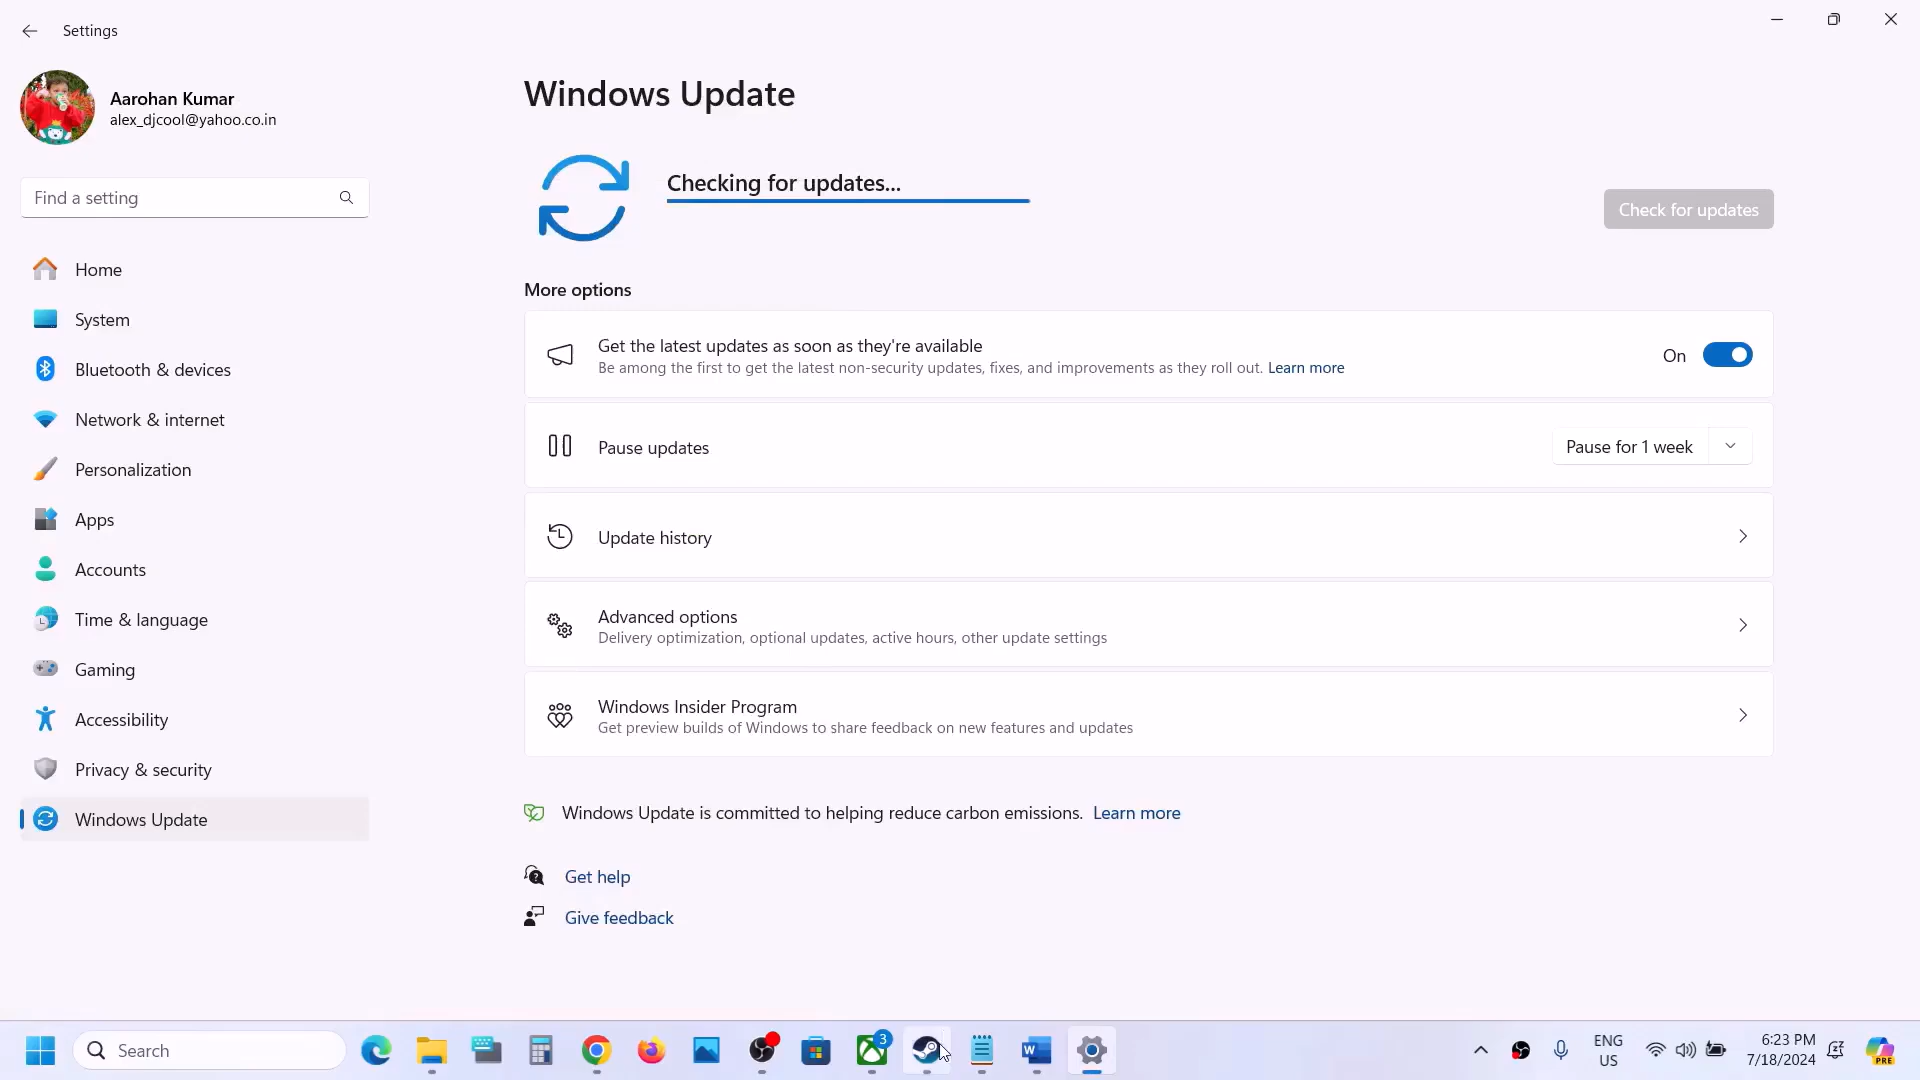 Settings
Aarohan Kumar
alex_djcool@yahoo.co.in
Find a setting
Home
System
Bluetooth & devices
Network & internet
Personalization
Apps
Accounts
Time & language
Gaming
Accessibility
Privacy & security
Windows Update
Windows Update
Checking for updates...
Check for updates
More options
Get the latest updates as soon as they're available
Be among the first to get the latest non-security updates, fixes, and improvements as they roll out. Learn more
On
Pause updates
Pause for 1 week
Update history
Advanced options
Delivery optimization, optional updates, active hours, other update settings
Windows Insider Program
Get preview builds of Windows to share feedback on new features and updates
Windows Update is committed to helping reduce carbon emissions. Learn more
Get help
Give feedback
Search
3
W
ENG
US
6:23 PM
7/18/2024
PRE